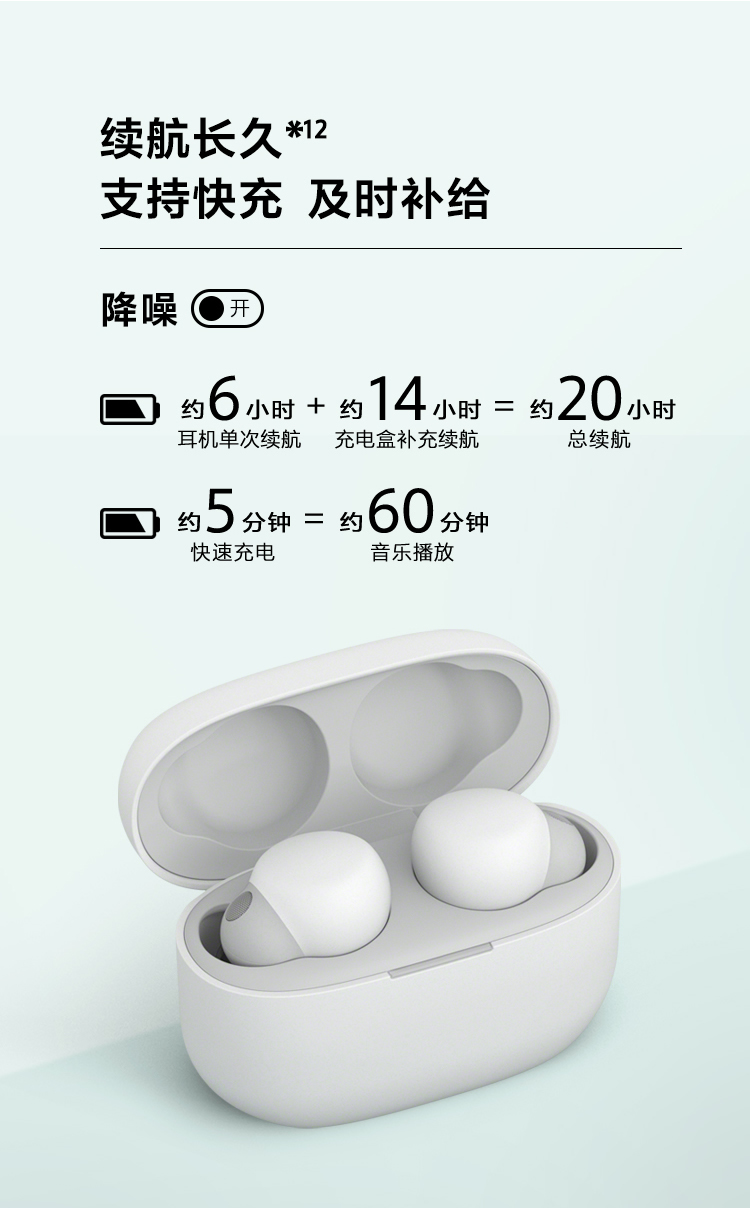 续航长久*12
支持快充 及时补给
降噪 开
约6小时 + 约14小时 = 约20小时
耳机单次续航 充电盒补充续航 总续航
约5分钟 = 约60分钟
快速充电 音乐播放